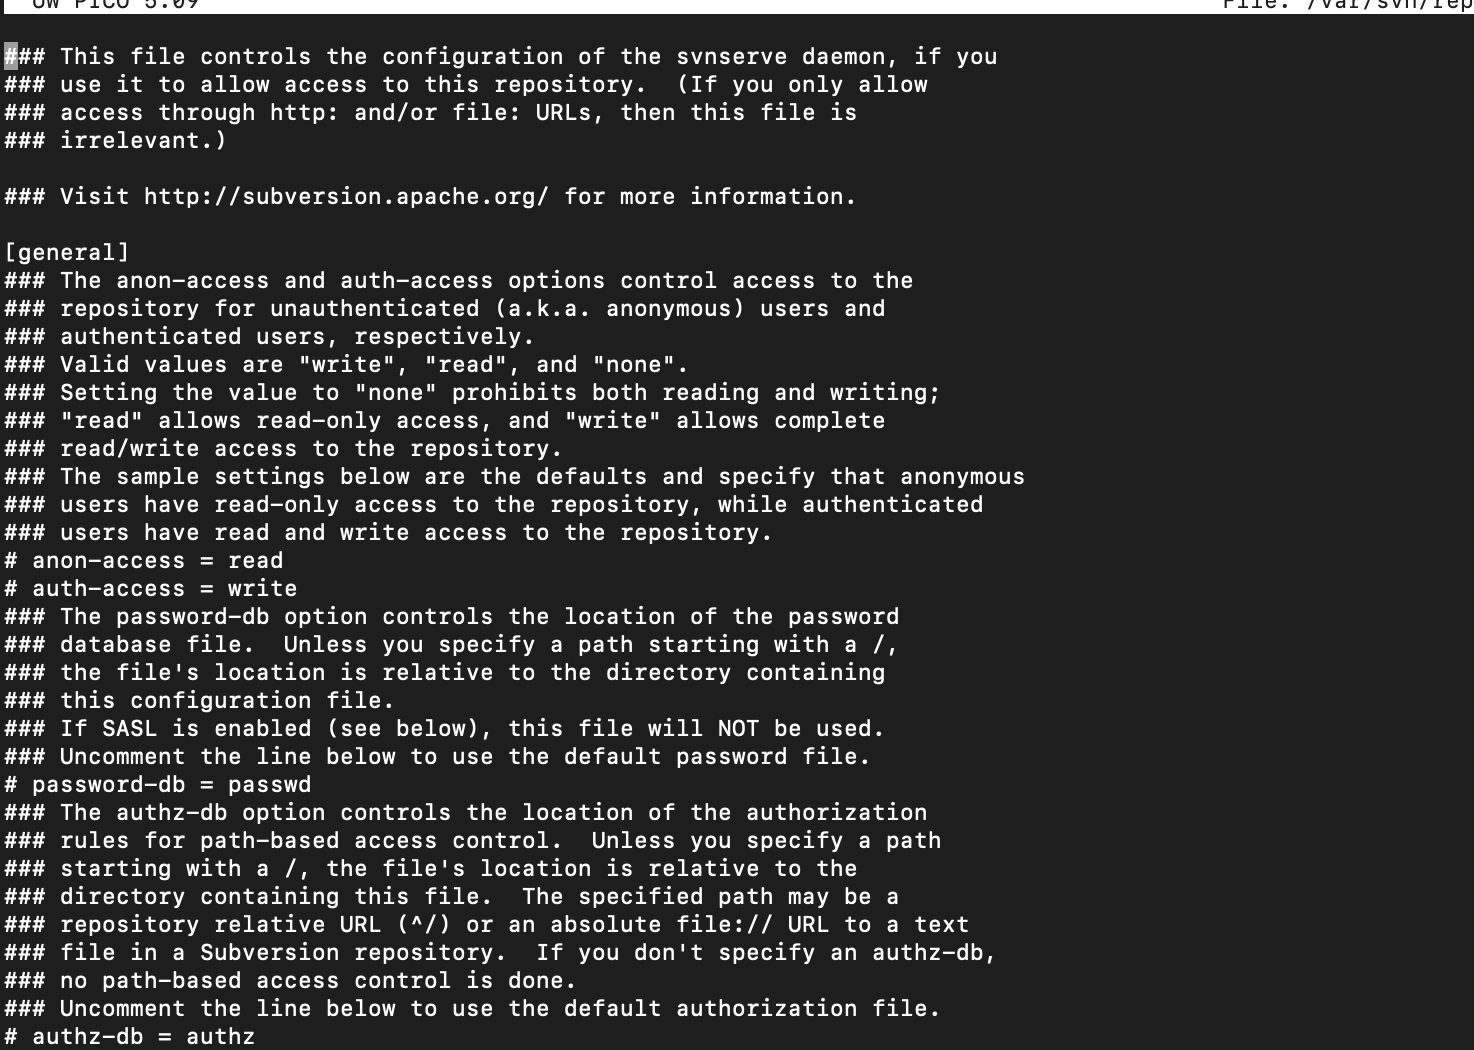 UW PICO 5.09 File: /var/svn/rep
### This file controls the configuration of the svnserve daemon, if you
### use it to allow access to this repository.  (If you only allow
### access through http: and/or file: URLs, then this file is
### irrelevant.)
### Visit http://subversion.apache.org/ for more information.
[general]
### The anon-access and auth-access options control access to the
### repository for unauthenticated (a.k.a. anonymous) users and
### authenticated users, respectively.
### Valid values are "write", "read", and "none".
### Setting the value to "none" prohibits both reading and writing;
### "read" allows read-only access, and "write" allows complete
### read/write access to the repository.
### The sample settings below are the defaults and specify that anonymous
### users have read-only access to the repository, while authenticated
### users have read and write access to the repository.
# anon-access = read
# auth-access = write
### The password-db option controls the location of the password
### database file.  Unless you specify a path starting with a /,
### the file's location is relative to the directory containing
### this configuration file.
### If SASL is enabled (see below), this file will NOT be used.
### Uncomment the line below to use the default password file.
# password-db = passwd
### The authz-db option controls the location of the authorization
### rules for path-based access control.  Unless you specify a path
### starting with a /, the file's location is relative to the
### directory containing this file.  The specified path may be a
### repository relative URL (^/) or an absolute file:// URL to a text
### file in a Subversion repository.  If you don't specify an authz-db,
### no path-based access control is done.
### Uncomment the line below to use the default authorization file.
# authz-db = authz